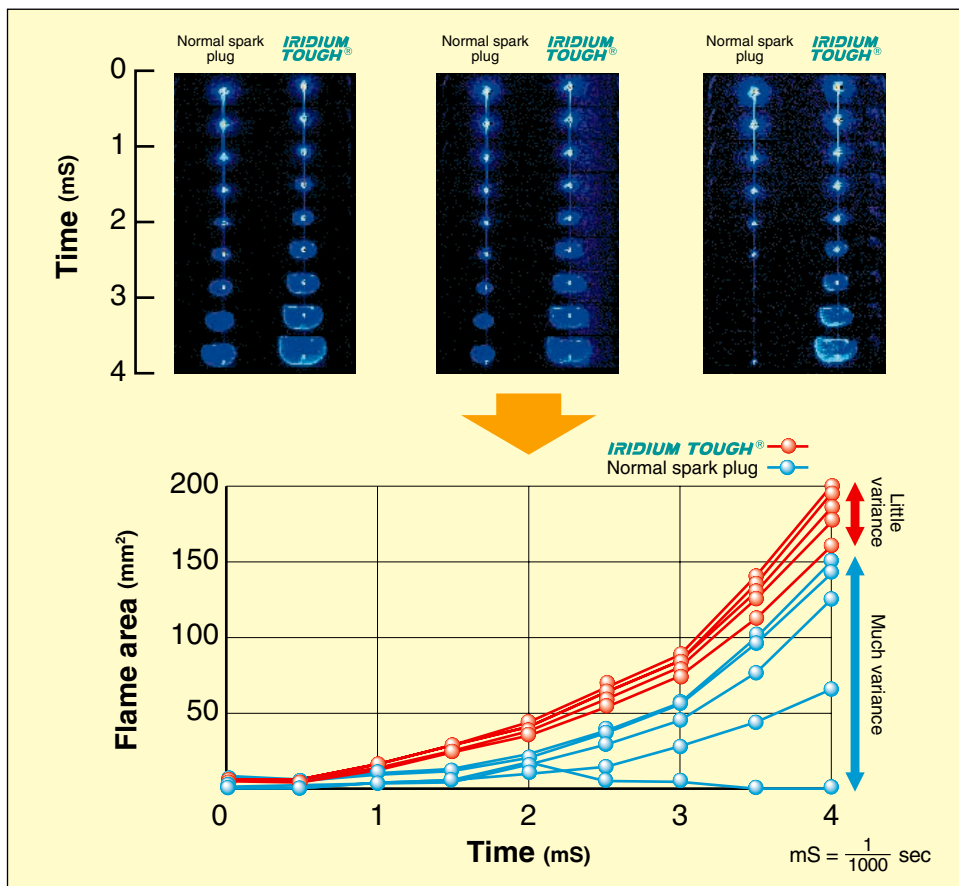 Normal spark plug
IRIDIUM TOUGH®
Normal spark plug
IRIDIUM TOUGH®
Normal spark plug
IRIDIUM TOUGH®
Time (mS)
0
1
2
3
4
IRIDIUM TOUGH®
Normal spark plug
Flame area (mm²)
200
150
100
50
Little variance
Much variance
0 1 2 3 4
Time (mS)
mS = 1/1000 sec